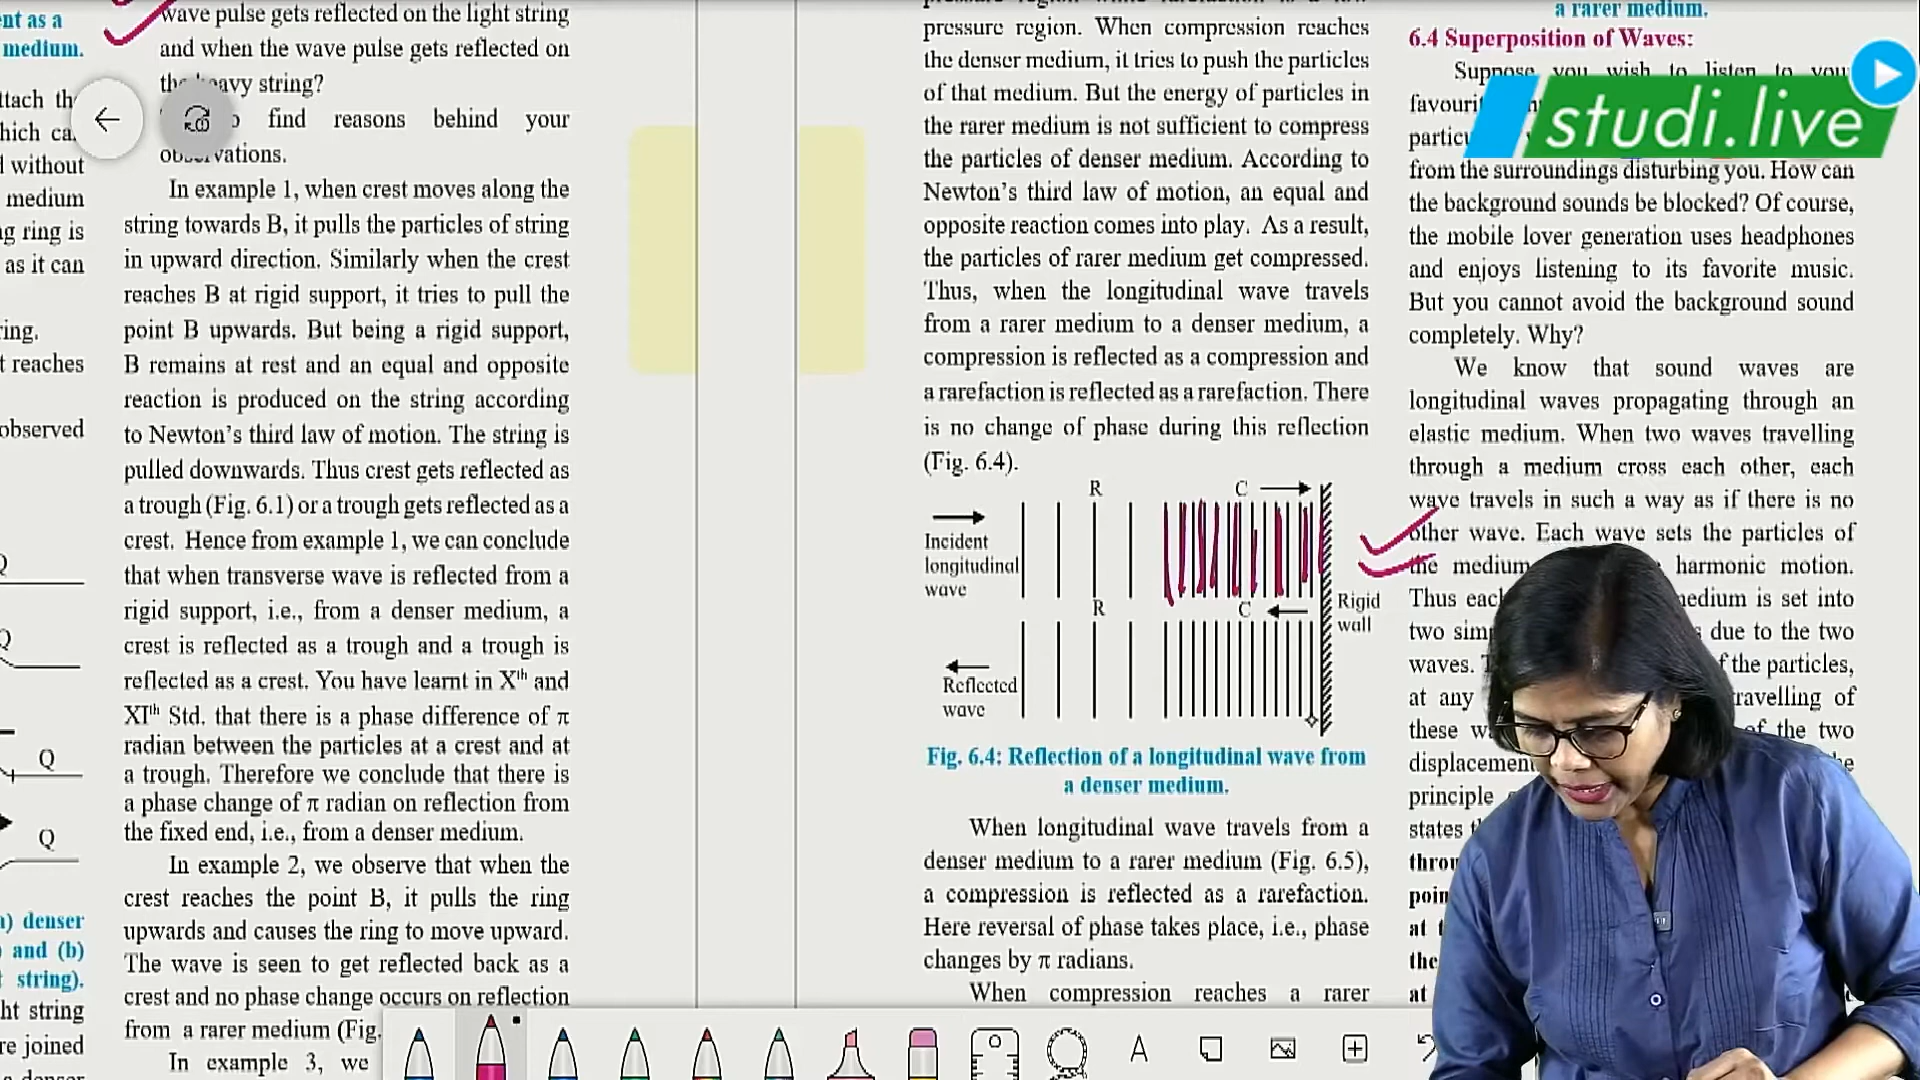 nt as a
medium.
ttach th
hich ca
l without
medium
ng ring is
as it can
ring.
t reaches
observed
Q
Q
Q
Q
a) denser
and (b)
string).
ht string
re joined
a denser
wave pulse gets reflected on the light string
and when the wave pulse gets reflected on
the heavy string?
find reasons behind your
observations.
In example 1, when crest moves along the
string towards B, it pulls the particles of string
in upward direction. Similarly when the crest
reaches B at rigid support, it tries to pull the
point B upwards. But being a rigid support,
B remains at rest and an equal and opposite
reaction is produced on the string according
to Newton’s third law of motion. The string is
pulled downwards. Thus crest gets reflected as
a trough (Fig. 6.1) or a trough gets reflected as a
crest. Hence from example 1, we can conclude
that when transverse wave is reflected from a
rigid support, i.e., from a denser medium, a
crest is reflected as a trough and a trough is
reflected as a crest. You have learnt in Xth and
XIth Std. that there is a phase difference of π
radian between the particles at a crest and at
a trough. Therefore we conclude that there is
a phase change of π radian on reflection from
the fixed end, i.e., from a denser medium.
In example 2, we observe that when the
crest reaches the point B, it pulls the ring
upwards and causes the ring to move upward.
The wave is seen to get reflected back as a
crest and no phase change occurs on reflection
from a rarer medium (Fig.
In example 3, we
pressure region while rarefaction is a low
pressure region. When compression reaches
the denser medium, it tries to push the particles
of that medium. But the energy of particles in
the rarer medium is not sufficient to compress
the particles of denser medium. According to
Newton’s third law of motion, an equal and
opposite reaction comes into play. As a result,
the particles of rarer medium get compressed.
Thus, when the longitudinal wave travels
from a rarer medium to a denser medium, a
compression is reflected as a compression and
a rarefaction is reflected as a rarefaction. There
is no change of phase during this reflection
(Fig. 6.4).
R C
Incident
longitudinal
wave
R C
Rigid
wall
Reflected
wave
Fig. 6.4: Reflection of a longitudinal wave from
a denser medium.
When longitudinal wave travels from a
denser medium to a rarer medium (Fig. 6.5),
a compression is reflected as a rarefaction.
Here reversal of phase takes place, i.e., phase
changes by π radians.
When compression reaches a rarer
a rarer medium.
6.4 Superposition of Waves:
Suppose you wish to listen to your
favourit
particu
studi.live
from the surroundings disturbing you. How can
the background sounds be blocked? Of course,
the mobile lover generation uses headphones
and enjoys listening to its favorite music.
But you cannot avoid the background sound
completely. Why?
We know that sound waves are
longitudinal waves propagating through an
elastic medium. When two waves travelling
through a medium cross each other, each
wave travels in such a way as if there is no
other wave. Each wave sets the particles of
the medium harmonic motion.
Thus each medium is set into
two sim due to the two
waves. f the particles,
at any ravelling of
these w of the two
displacemen
principle
states t
throu
poin
at t
the
at
A